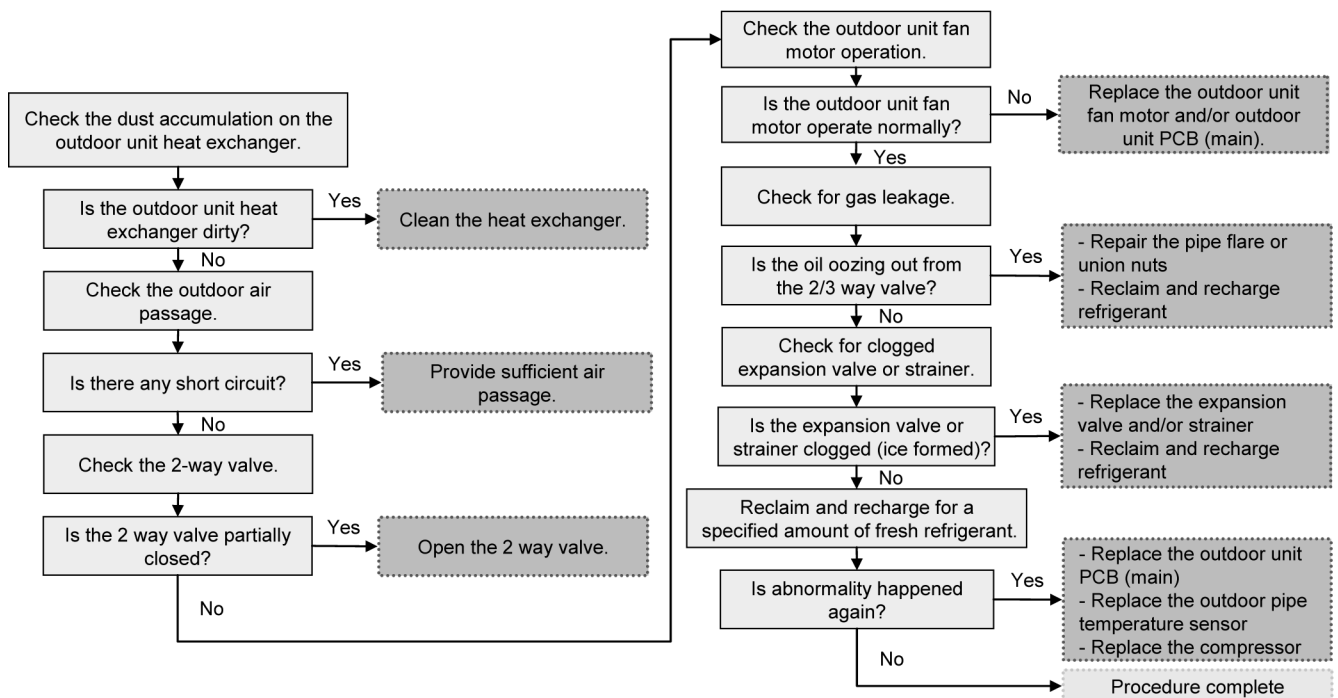 Check the dust accumulation on the
outdoor unit heat exchanger.
Is the outdoor unit heat
exchanger dirty?
Yes
Clean the heat exchanger.
No
Check the outdoor air
passage.
Is there any short circuit?
Yes
Provide sufficient air
passage.
No
Check the 2-way valve.
Is the 2 way valve partially
closed?
Yes
Open the 2 way valve.
No
Check the outdoor unit fan
motor operation.
Is the outdoor unit fan
motor operate normally?
No
Replace the outdoor unit
fan motor and/or outdoor
unit PCB (main).
Yes
Check for gas leakage.
Is the oil oozing out from
the 2/3 way valve?
Yes
- Repair the pipe flare or
union nuts
- Reclaim and recharge
refrigerant
No
Check for clogged
expansion valve or strainer.
Is the expansion valve or
strainer clogged (ice formed)?
Yes
- Replace the expansion
valve and/or strainer
- Reclaim and recharge
refrigerant
No
Reclaim and recharge for a
specified amount of fresh refrigerant.
Is abnormality happened
again?
Yes
- Replace the outdoor unit
PCB (main)
- Replace the outdoor pipe
temperature sensor
- Replace the compressor
No
Procedure complete